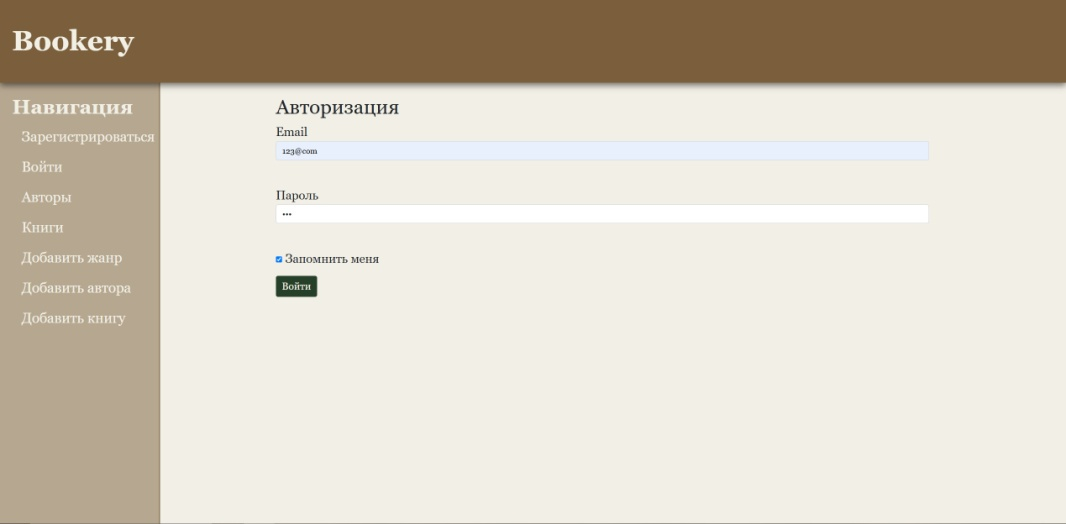 Bookery
Навигация
Зарегистрироваться
Войти
Авторы
Книги
Добавить жанр
Добавить автора
Добавить книгу
Авторизация
Email
123@com
Пароль
•••
Запомнить меня
Войти